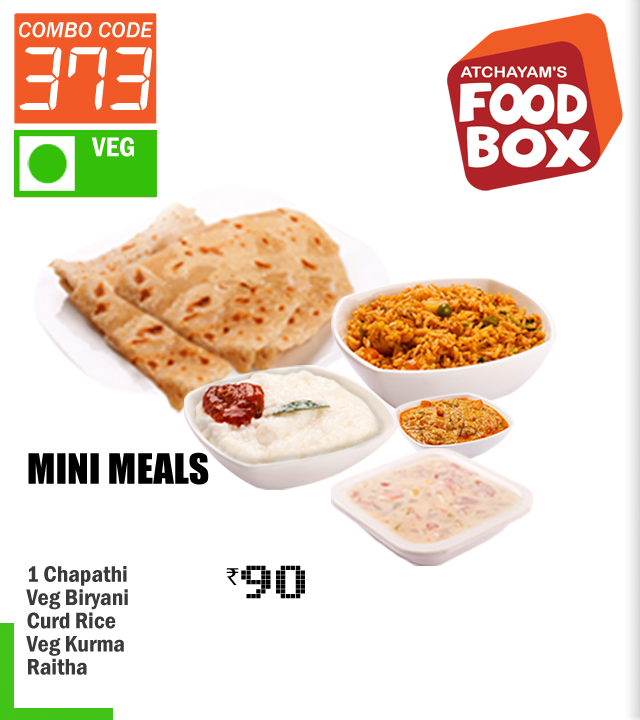 COMBO CODE
373
VEG
ATCHAYAM'S
FOOD
BOX
MINI MEALS
1 Chapathi
Veg Biryani
Curd Rice
Veg Kurma
Raitha
₹90